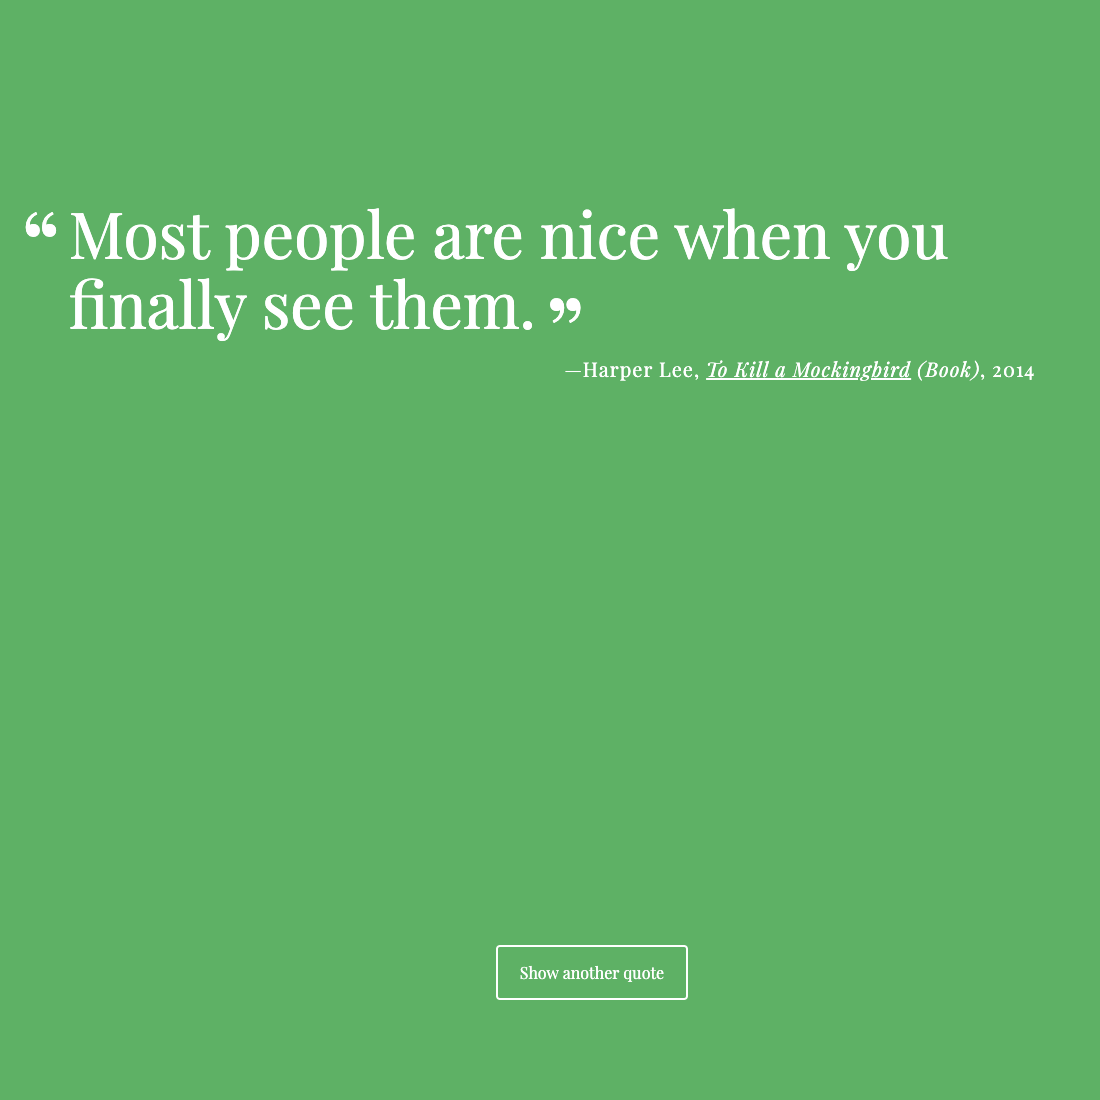 “ Most people are nice when you
finally see them. ”
—Harper Lee, To Kill a Mockingbird (Book), 2014
Show another quote